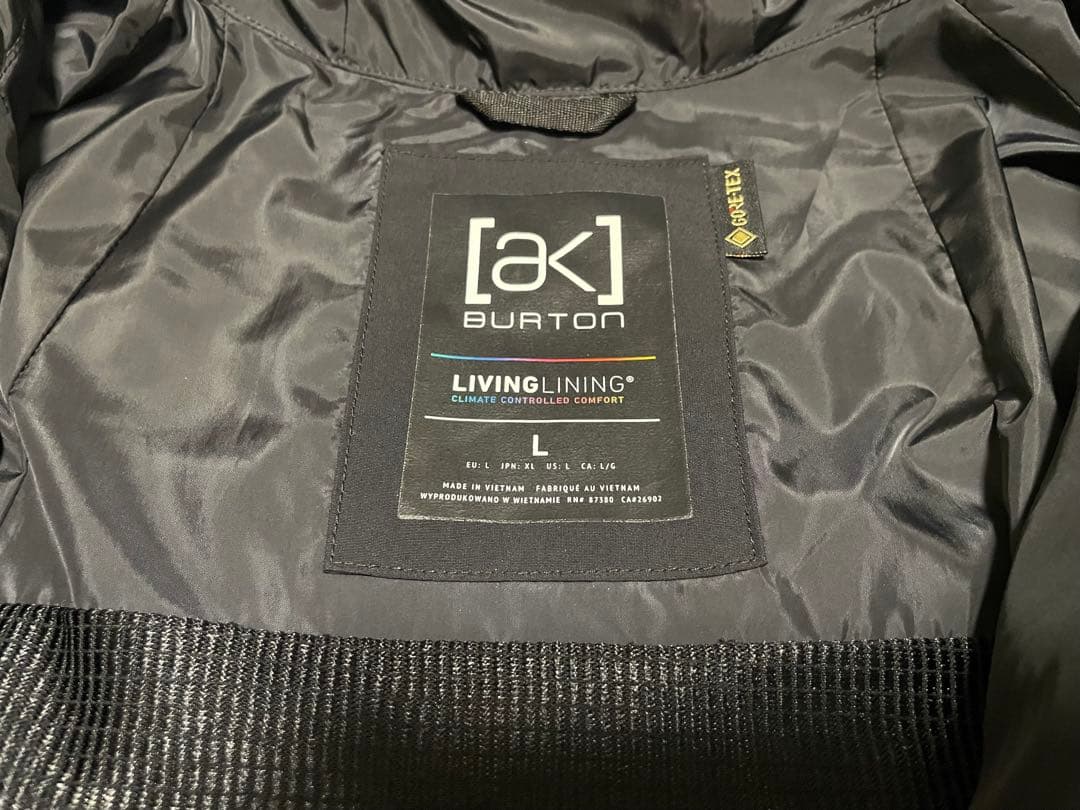 [ak]
BURTON
LIVINGLINING®
CLIMATE CONTROLLED COMFORT
L
EU: L JPN: XL US: L CA: L/G
MADE IN VIETNAM FABRIQUÉ AU VIETNAM
WYPRODUKOWANO W WIETNAMIE RN# 87380 CA#26902
GORE-TEX